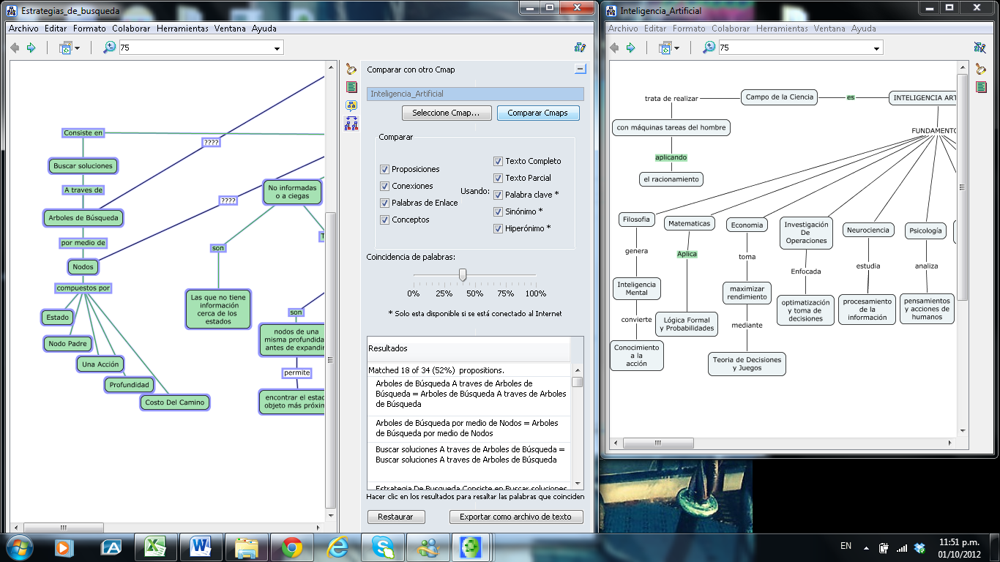 Estrategias_de_busqueda
Archivo Editar Formato Colaborar Herramientas Ventana Ayuda
75
Consiste en
????
Buscar soluciones
A traves de
No informadas
o a ciegas
????
Arboles de Búsqueda
por medio de
son
Nodos
compuestos por
Las que no tiene
información
cerca de los
estados
Estado
son
Nodo Padre
nodos de una
misma profundida
antes de expandir
Una Acción
permite
Profundidad
Costo Del Camino
encontrar el estad
objeto más próxim
Comparar con otro Cmap
Inteligencia_Artificial
Seleccione Cmap...
Comparar Cmaps
Comparar
Proposiciones
Conexiones
Palabras de Enlace
Conceptos
Usando:
Texto Completo
Texto Parcial
Palabra clave *
Sinónimo *
Hiperónimo *
Coincidencia de palabras:
0% 25% 50% 75% 100%
* Solo esta disponible si se está conectado al Internet
Resultados
Matched 18 of 34 (52%) propositions.
Arboles de Búsqueda A traves de Arboles de
Búsqueda = Arboles de Búsqueda A traves de Arboles
de Búsqueda
Arboles de Búsqueda por medio de Nodos = Arboles
de Búsqueda por medio de Nodos
Buscar soluciones A traves de Arboles de Búsqueda =
Buscar soluciones A traves de Arboles de Búsqueda
Estrategia De Busqueda Consiste en Buscar soluciones
Hacer clic en los resultados para resaltar las palabras que coinciden
Restaurar
Exportar como archivo de texto
Inteligencia_Artificial
Archivo Editar Formato Colaborar Herramientas Ventana Ayuda
75
trata de realizar
Campo de la Ciencia
es
INTELIGENCIA ART
con máquinas tareas del hombre
FUNDAMENTO
aplicando
el racionamiento
Filosofia
Matematicas
Economia
Investigación
De
Operaciones
Neurociencia
Psicología
genera
Aplica
toma
Enfocada
estudia
analiza
Inteligencia
Mental
maximizar
rendimiento
optimización
y toma de
decisiones
procesamiento
de la
información
pensamientos
y acciones de
humanos
convierte
Lógica Formal
y Probabilidades
mediante
Conocimiento
a la
acción
Teoria de Decisiones
y Juegos
EN
11:51 p.m.
01/10/2012